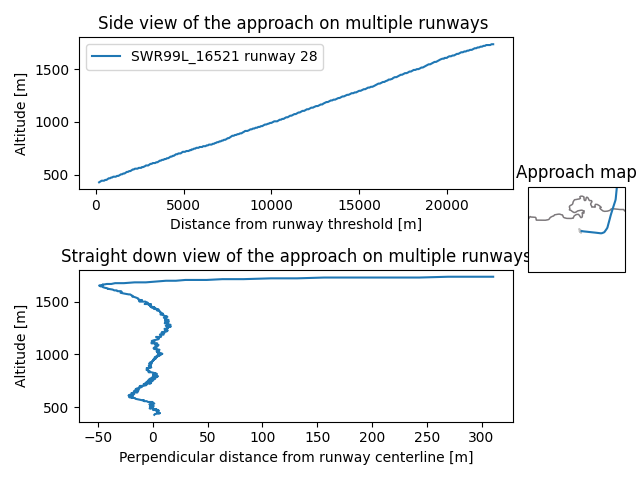 Side view of the approach on multiple runways
SWR99L_16521 runway 28
Altitude [m]
1500
1000
500
0
5000
10000
15000
20000
Distance from runway threshold [m]
Approach map
Straight down view of the approach on multiple runways
Altitude [m]
1500
1000
500
−50
0
50
100
150
200
250
300
Perpendicular distance from runway centerline [m]